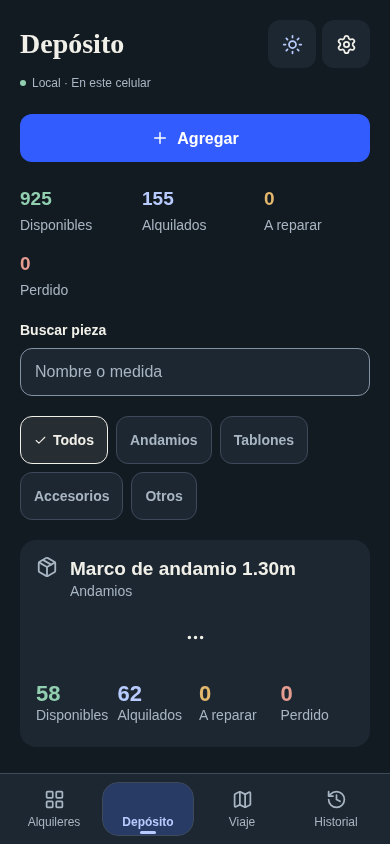 Depósito
Local · En este celular
+ Agregar
925 155 0
Disponibles Alquilados A reparar
0
Perdido
Buscar pieza
Nombre o medida
Todos Andamios Tablones
Accesorios Otros
Marco de andamio 1.30m
Andamios
...
58 62 0 0
Disponibles Alquilados A reparar Perdido
Alquileres Depósito Viaje Historial